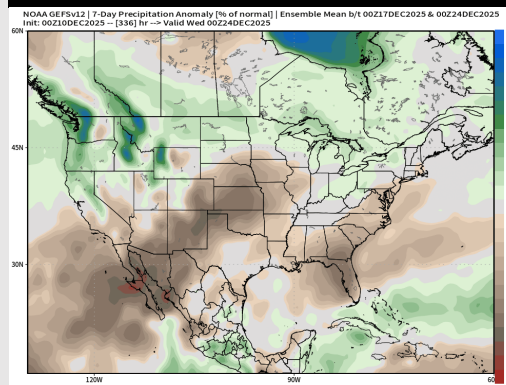 NOAA GEFSv12 | 7-Day Precipitation Anomaly [% of normal] | Ensemble Mean b/t 00Z17DEC2025 & 00Z24DEC2025
Init: 00Z10DEC2025 --> [336] hr --> Valid Wed 00Z24DEC2025
60N
45N
30N
120W
90W
60